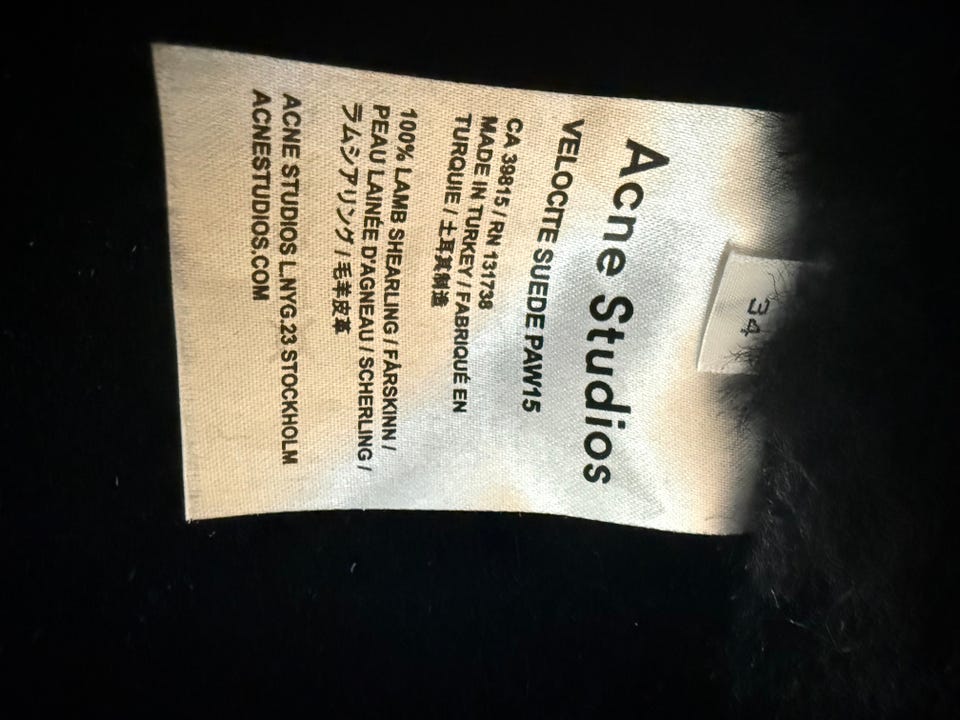 34
Acne Studios
VELOCITE SUEDE PAW15
CA 39815 / RN 131738
MADE IN TURKEY / FABRIQUÉ EN
TURQUIE / 土耳其制造
100% LAMB SHEARLING / FÅRSKINN /
PEAU LAINÉE D'AGNEAU / SCHERLING /
ラムシアリング / 毛羊皮革
ACNE STUDIOS L.NYG.23 STOCKHOLM
ACNESTUDIOS.COM